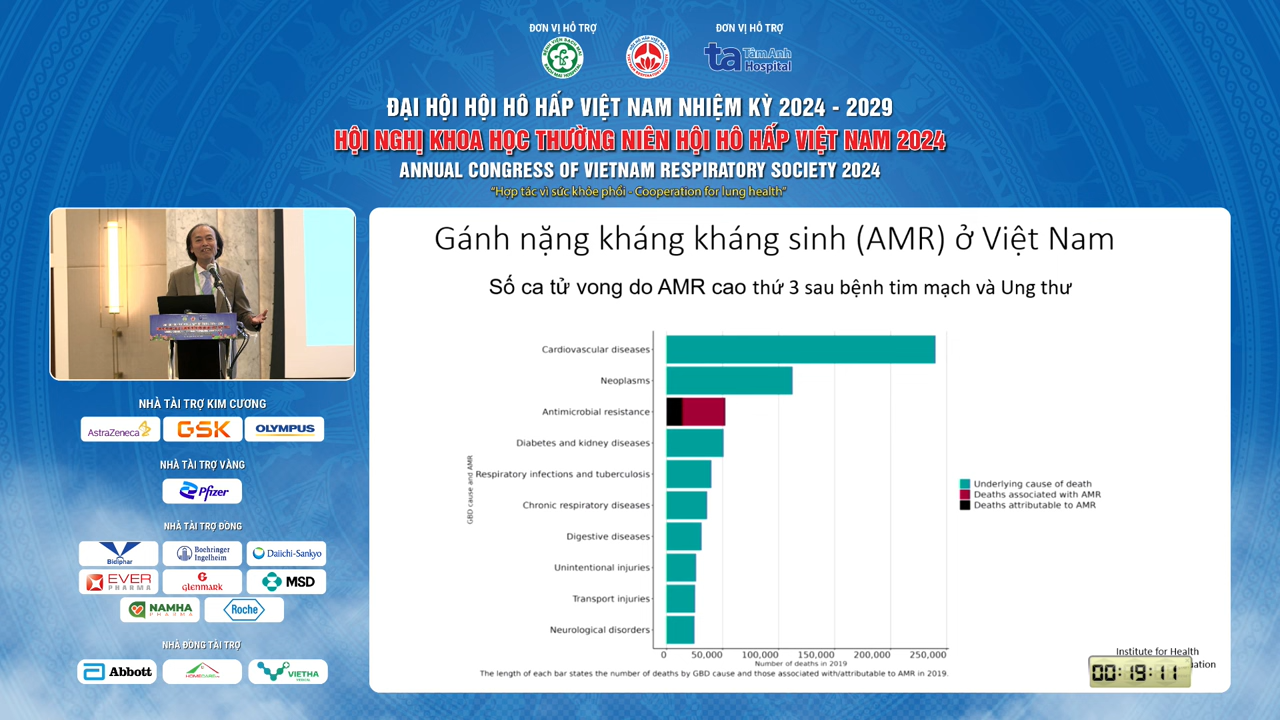 ĐƠN VỊ HỖ TRỢ
ĐƠN VỊ HỖ TRỢ
ta TâmAnh Hospital
ĐẠI HỘI HỘI HÔ HẤP VIỆT NAM NHIỆM KỲ 2024 - 2029
HỘI NGHỊ KHOA HỌC THƯỜNG NIÊN HỘI HÔ HẤP VIỆT NAM 2024
ANNUAL CONGRESS OF VIETNAM RESPIRATORY SOCIETY 2024
"Hợp tác vì sức khỏe phổi - Cooperation for lung health"
NHÀ TÀI TRỢ KIM CƯƠNG
AstraZeneca GSK OLYMPUS
NHÀ TÀI TRỢ VÀNG
Pfizer
NHÀ TÀI TRỢ ĐỒNG
Bidiphar Boehringer Ingelheim Daiichi-Sankyo
EVER PHARMA GLENMARK MSD
NAMHA PHARMA Roche
NHÀ ĐỒNG TÀI TRỢ
Abbott VIETHA
Gánh nặng kháng kháng sinh (AMR) ở Việt Nam
Số ca tử vong do AMR cao thứ 3 sau bệnh tim mạch và Ung thư
GBD cause and AMR
Cardiovascular diseases
Neoplasms
Antimicrobial resistance
Diabetes and kidney diseases
Respiratory infections and tuberculosis
Chronic respiratory diseases
Digestive diseases
Unintentional injuries
Transport injuries
Neurological disorders
0 50,000 100,000 150,000 200,000 250,000
Number of deaths in 2019
Underlying cause of death
Deaths associated with AMR
Deaths attributable to AMR
The length of each bar states the number of deaths by GBD cause and those associated with/attributable to AMR in 2019.
Institute for Health
00:19:11